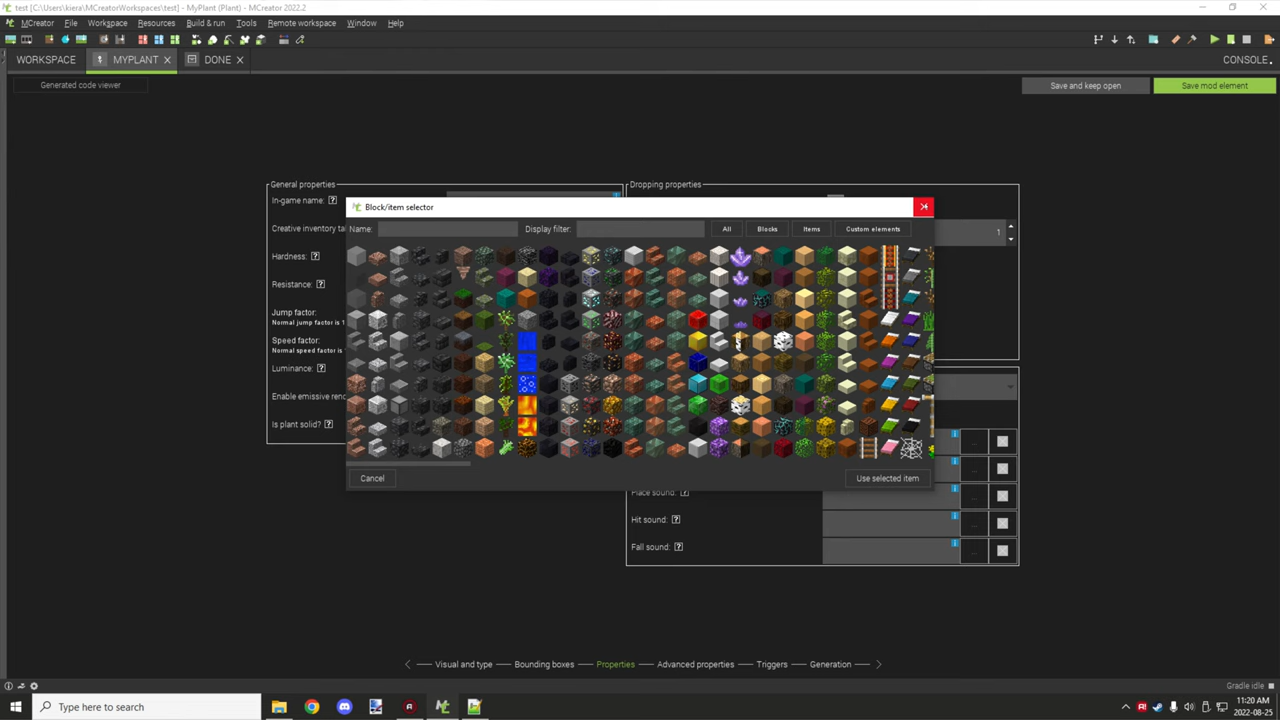 test [C:\Users\kiera\MCreatorWorkspaces\test] - MyPlant (Plant) - MCreator 2022.2
MCreator File Workspace Resources Build & run Tools Remote workspace Window Help
WORKSPACE MYPLANT DONE CONSOLE
Generated code viewer Save and keep open Save mod element
General properties Dropping properties
In-game name: [?]
Block/item selector
Creative inventory ta
Name: Display filter: All Blocks Items Custom elements
1
Hardness: [?]
Resistance: [?]
Jump factor:
Normal jump factor is 1
Speed factor:
Normal speed factor is
Luminance: [?]
Enable emissive rend
Is plant solid? [?]
Cancel Use selected item
Place sound: [?]
Hit sound: [?]
Fall sound: [?]
Visual and type Bounding boxes Properties Advanced properties Triggers Generation
Gradle idle
Type here to search
11:20 AM
2022-08-25